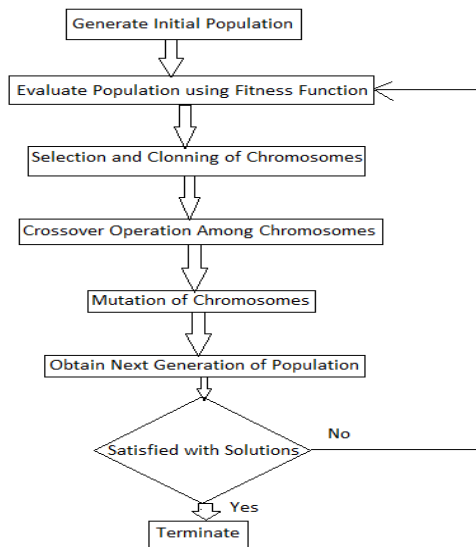 Generate Initial Population
Evaluate Population using Fitness Function
Selection and Clonning of Chromosomes
Crossover Operation Among Chromosomes
Mutation of Chromosomes
Obtain Next Generation of Population
Satisfied with Solutions
No
Yes
Terminate